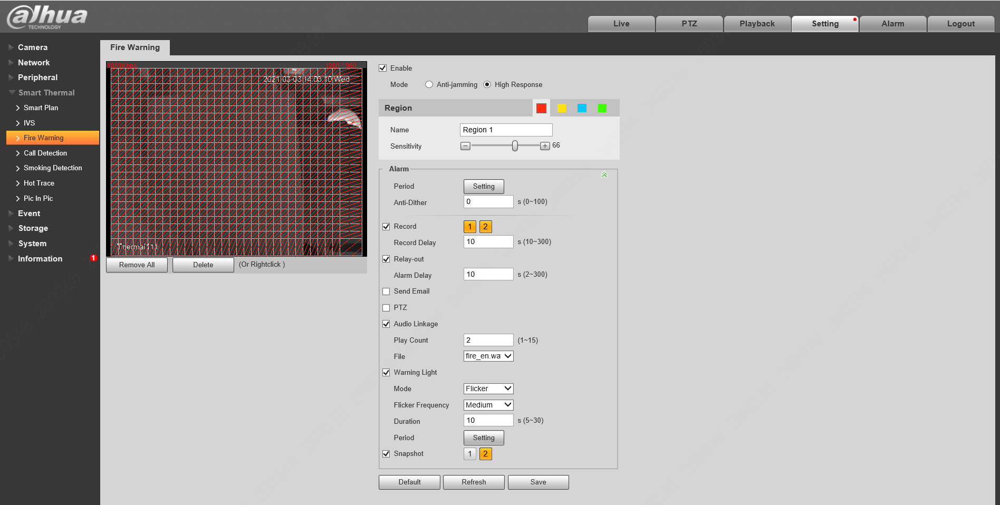 alhua
TECHNOLOGY
Live
PTZ
Playback
Setting
Alarm
Logout
Camera
Network
Peripheral
Smart Thermal
Smart Plan
IVS
Fire Warning
Call Detection
Smoking Detection
Hot Trace
Pic In Pic
Event
Storage
System
Information
1
Fire Warning
1869Kbps
1280 * 960
2021-03-03 14:03:10 Wed
Thermal111
Remove All
Delete
(Or Rightclick )
Enable
Mode
Anti-jamming
High Response
Region
Name
Region 1
Sensitivity
66
Alarm
Period
Setting
Anti-Dither
0
s (0~100)
Record
1
2
Record Delay
10
s (10~300)
Relay-out
Alarm Delay
10
s (2~300)
Send Email
PTZ
Audio Linkage
Play Count
2
(1~15)
File
fire_en.wa
Warning Light
Mode
Flicker
Flicker Frequency
Medium
Duration
10
s (5~30)
Period
Setting
Snapshot
1
2
Default
Refresh
Save